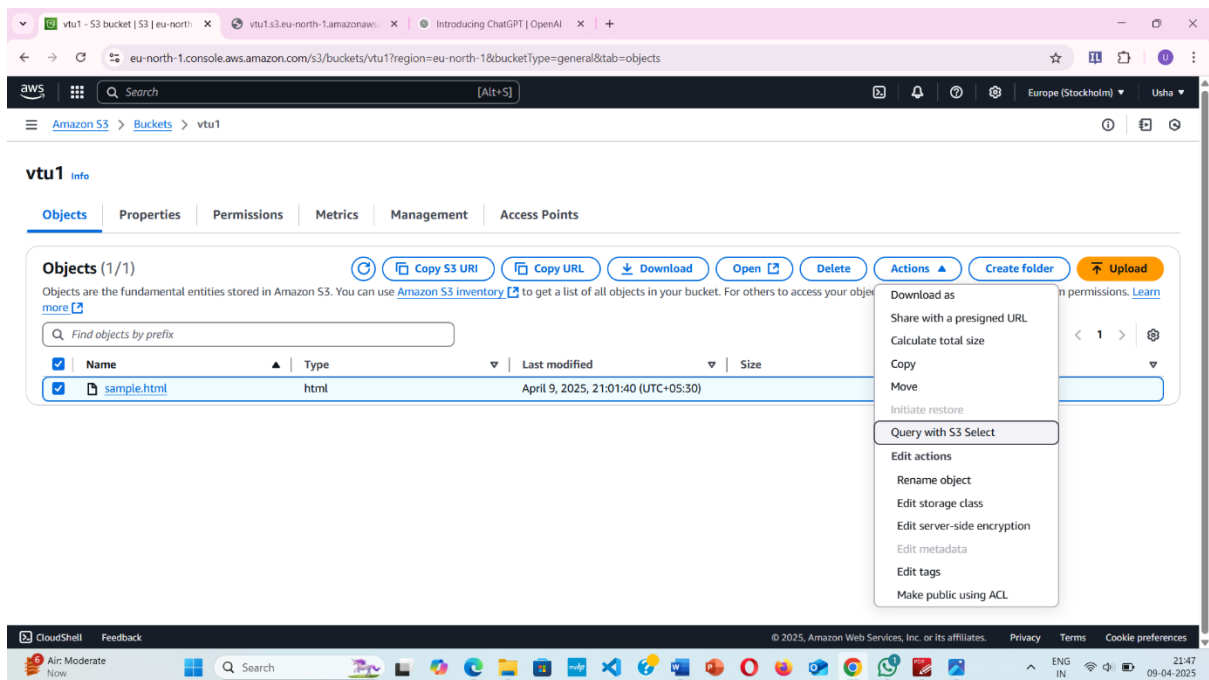 vtu1 - S3 bucket | S3 | eu-north
vtu1.s3.eu-north-1.amazonaws.
Introducing ChatGPT | OpenAI
eu-north-1.console.aws.amazon.com/s3/buckets/vtu1?region=eu-north-1&bucketType=general&tab=objects
U
aws
Search
[Alt+S]
Europe (Stockholm)
Usha
Amazon S3 > Buckets > vtu1
vtu1 Info
Objects Properties Permissions Metrics Management Access Points
Objects (1/1)
Copy S3 URI
Copy URL
Download
Open
Delete
Actions
Create folder
Upload
Objects are the fundamental entities stored in Amazon S3. You can use Amazon S3 inventory to get a list of all objects in your bucket. For others to access your obje
n permissions. Learn
more
Find objects by prefix
< 1 >
Name Type Last modified Size
sample.html html April 9, 2025, 21:01:40 (UTC+05:30)
Download as
Share with a presigned URL
Calculate total size
Copy
Move
Initiate restore
Query with S3 Select
Edit actions
Rename object
Edit storage class
Edit server-side encryption
Edit metadata
Edit tags
Make public using ACL
CloudShell Feedback
© 2025, Amazon Web Services, Inc. or its affiliates. Privacy Terms Cookie preferences
6
Air: Moderate
Now
Search
ENG
IN
21:47
09-04-2025